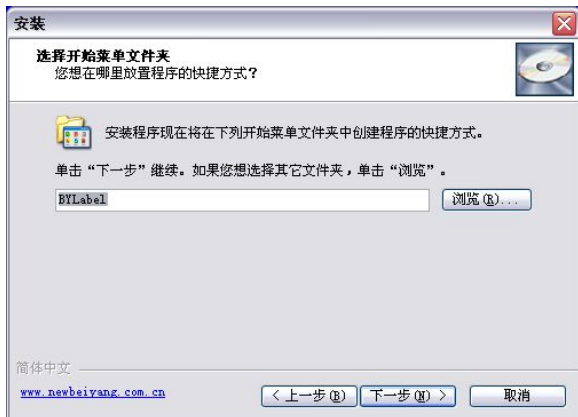 安装
选择开始菜单文件夹
您想在哪里放置程序的快捷方式?
安装程序现在将在下列开始菜单文件夹中创建程序的快捷方式。
单击“下一步”继续。如果您想选择其它文件夹,单击“浏览”。
BYLabel
浏览(R)...
简体中文
www.newbeiyang.com.cn
< 上一步(B)
下一步(N) >
取消